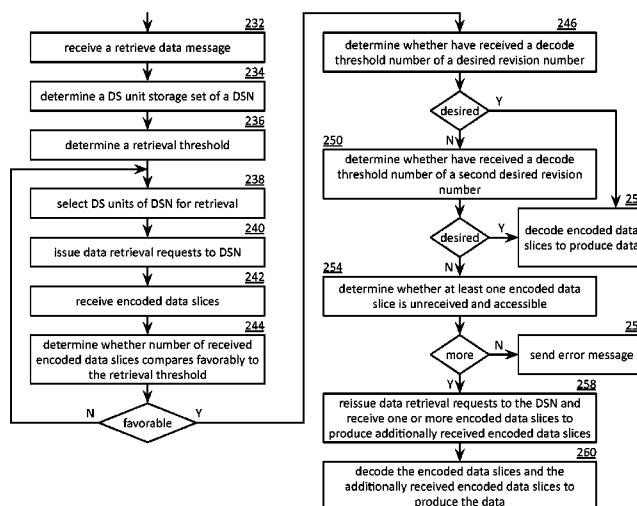 232
receive a retrieve data message
234
determine a DS unit storage set of a DSN
236
determine a retrieval threshold
238
select DS units of DSN for retrieval
240
issue data retrieval requests to DSN
242
receive encoded data slices
244
determine whether number of received
encoded data slices compares favorably to
the retrieval threshold
N
favorable
Y
246
determine whether have received a decode
threshold number of a desired revision number
desired
Y
N
250
determine whether have received a decode
threshold number of a second desired revision
number
desired
Y
25
decode encoded data
slices to produce data
N
254
determine whether at least one encoded data
slice is unreceived and accessible
more
N
25
send error message
Y
258
reissue data retrieval requests to the DSN and
receive one or more encoded data slices to
produce additionally received encoded data slices
260
decode the encoded data slices and the
additionally received encoded data slices to
produce the data